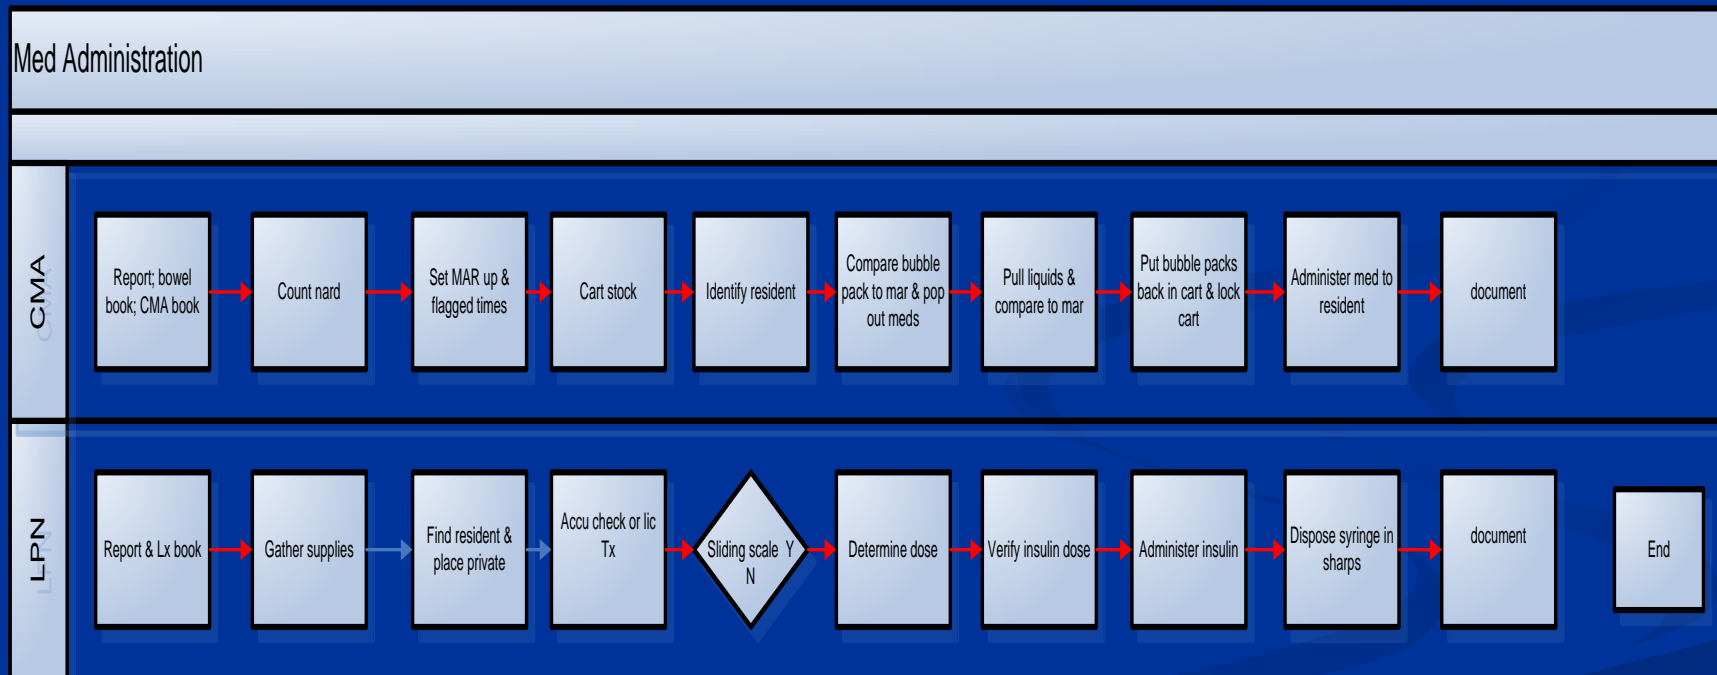 Med Administration
CMA
Report; bowel
book; CMA book
Count nard
Set MAR up &
flagged times
Cart stock
Identify resident
Compare bubble
pack to mar & pop
out meds
Pull liquids &
compare to mar
Put bubble packs
back in cart & lock
cart
Administer med to
resident
document
LPN
Report & Lx book
Gather supplies
Find resident &
place private
Accu check or lic
Tx
Sliding scale Y
N
Determine dose
Verify insulin dose
Administer insulin
Dispose syringe in
sharps
document
End